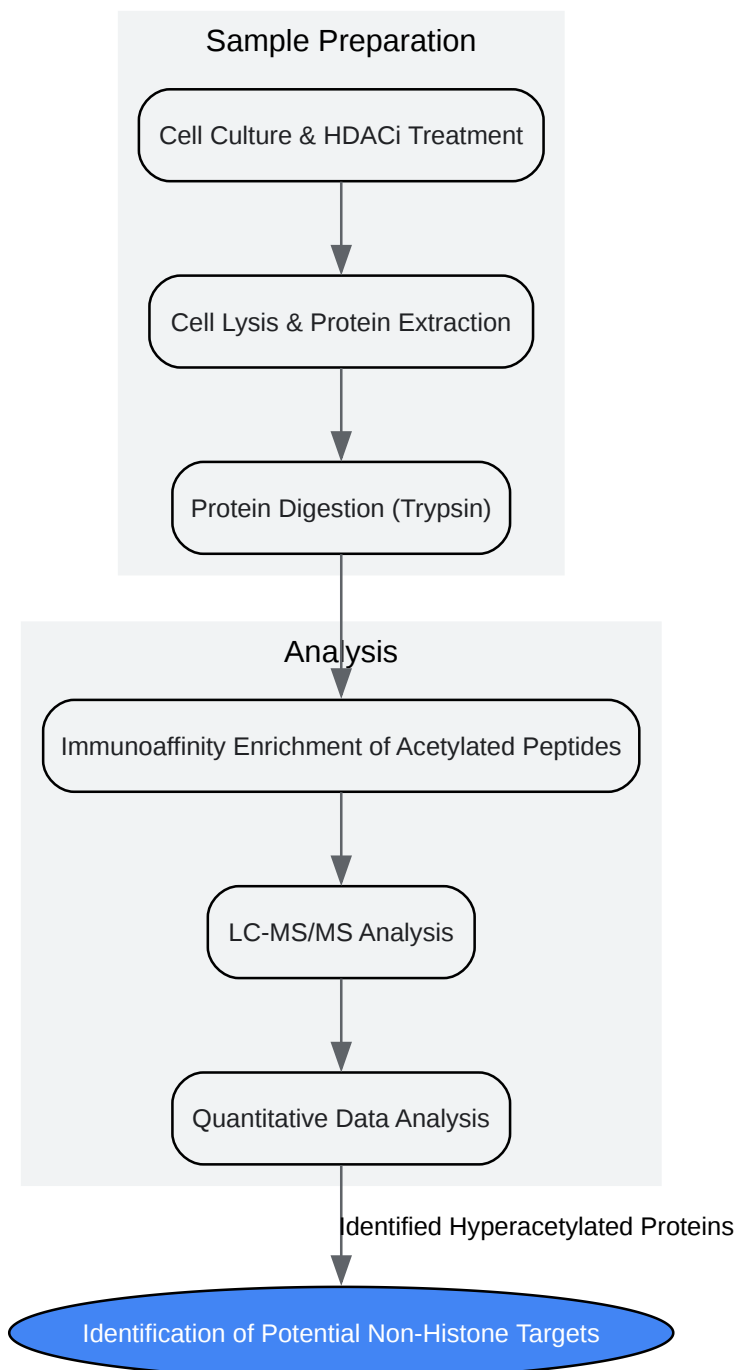 Sample Preparation
Cell Culture & HDACi Treatment
Cell Lysis & Protein Extraction
Protein Digestion (Trypsin)
Analysis
Immunoaffinity Enrichment of Acetylated Peptides
LC-MS/MS Analysis
Quantitative Data Analysis
Identified Hyperacetylated Proteins
Identification of Potential Non-Histone Targets